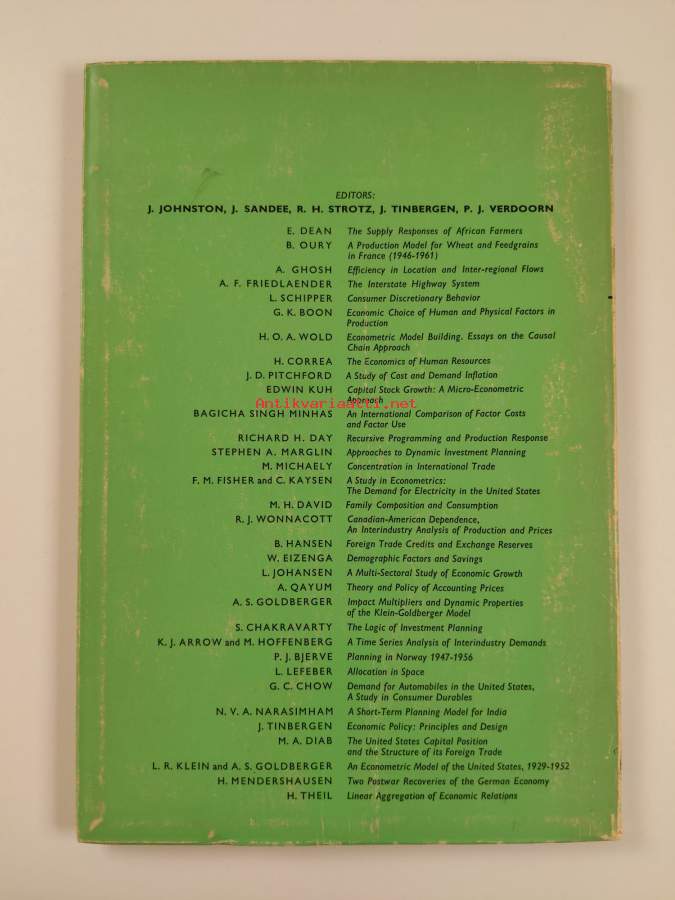 EDITORS:
J. JOHNSTON, J. SANDEE, R. H. STROTZ, J. TINBERGEN, P. J. VERDOORN
E. DEAN The Supply Responses of African Farmers
B. OURY A Production Model for Wheat and Feedgrains
in France (1946-1961)
A. GHOSH Efficiency in Location and Inter-regional Flows
A. F. FRIEDLAENDER The Interstate Highway System
L. SCHIPPER Consumer Discretionary Behavior
G. K. BOON Economic Choice of Human and Physical Factors in
Production
H. O. A. WOLD Econometric Model Building. Essays on the Causal
Chain Approach
H. CORREA The Economics of Human Resources
J. D. PITCHFORD A Study of Cost and Demand Inflation
EDWIN KUH Capital Stock Growth: A Micro-Econometric
Approach
Antikvariaatti.net
BAGICHA SINGH MINHAS An International Comparison of Factor Costs
and Factor Use
RICHARD H. DAY Recursive Programming and Production Response
STEPHEN A. MARGLIN Approaches to Dynamic Investment Planning
M. MICHAELY Concentration in International Trade
F. M. FISHER and C. KAYSEN A Study in Econometrics:
The Demand for Electricity in the United States
M. H. DAVID Family Composition and Consumption
R. J. WONNACOTT Canadian-American Dependence,
An Interindustry Analysis of Production and Prices
B. HANSEN Foreign Trade Credits and Exchange Reserves
W. EIZENGA Demographic Factors and Savings
L. JOHANSEN A Multi-Sectoral Study of Economic Growth
A. QAYUM Theory and Policy of Accounting Prices
A. S. GOLDBERGER Impact Multipliers and Dynamic Properties
of the Klein-Goldberger Model
S. CHAKRAVARTY The Logic of Investment Planning
K. J. ARROW and M. HOFFENBERG A Time Series Analysis of Interindustry Demands
P. J. BJERVE Planning in Norway 1947-1956
L. LEFEBER Allocation in Space
G. C. CHOW Demand for Automobiles in the United States,
A Study in Consumer Durables
N. V. A. NARASIMHAM A Short-Term Planning Model for India
J. TINBERGEN Economic Policy: Principles and Design
M. A. DIAB The United States Capital Position
and the Structure of its Foreign Trade
L. R. KLEIN and A. S. GOLDBERGER An Econometric Model of the United States, 1929-1952
H. MENDERSHAUSEN Two Postwar Recoveries of the German Economy
H. THEIL Linear Aggregation of Economic Relations